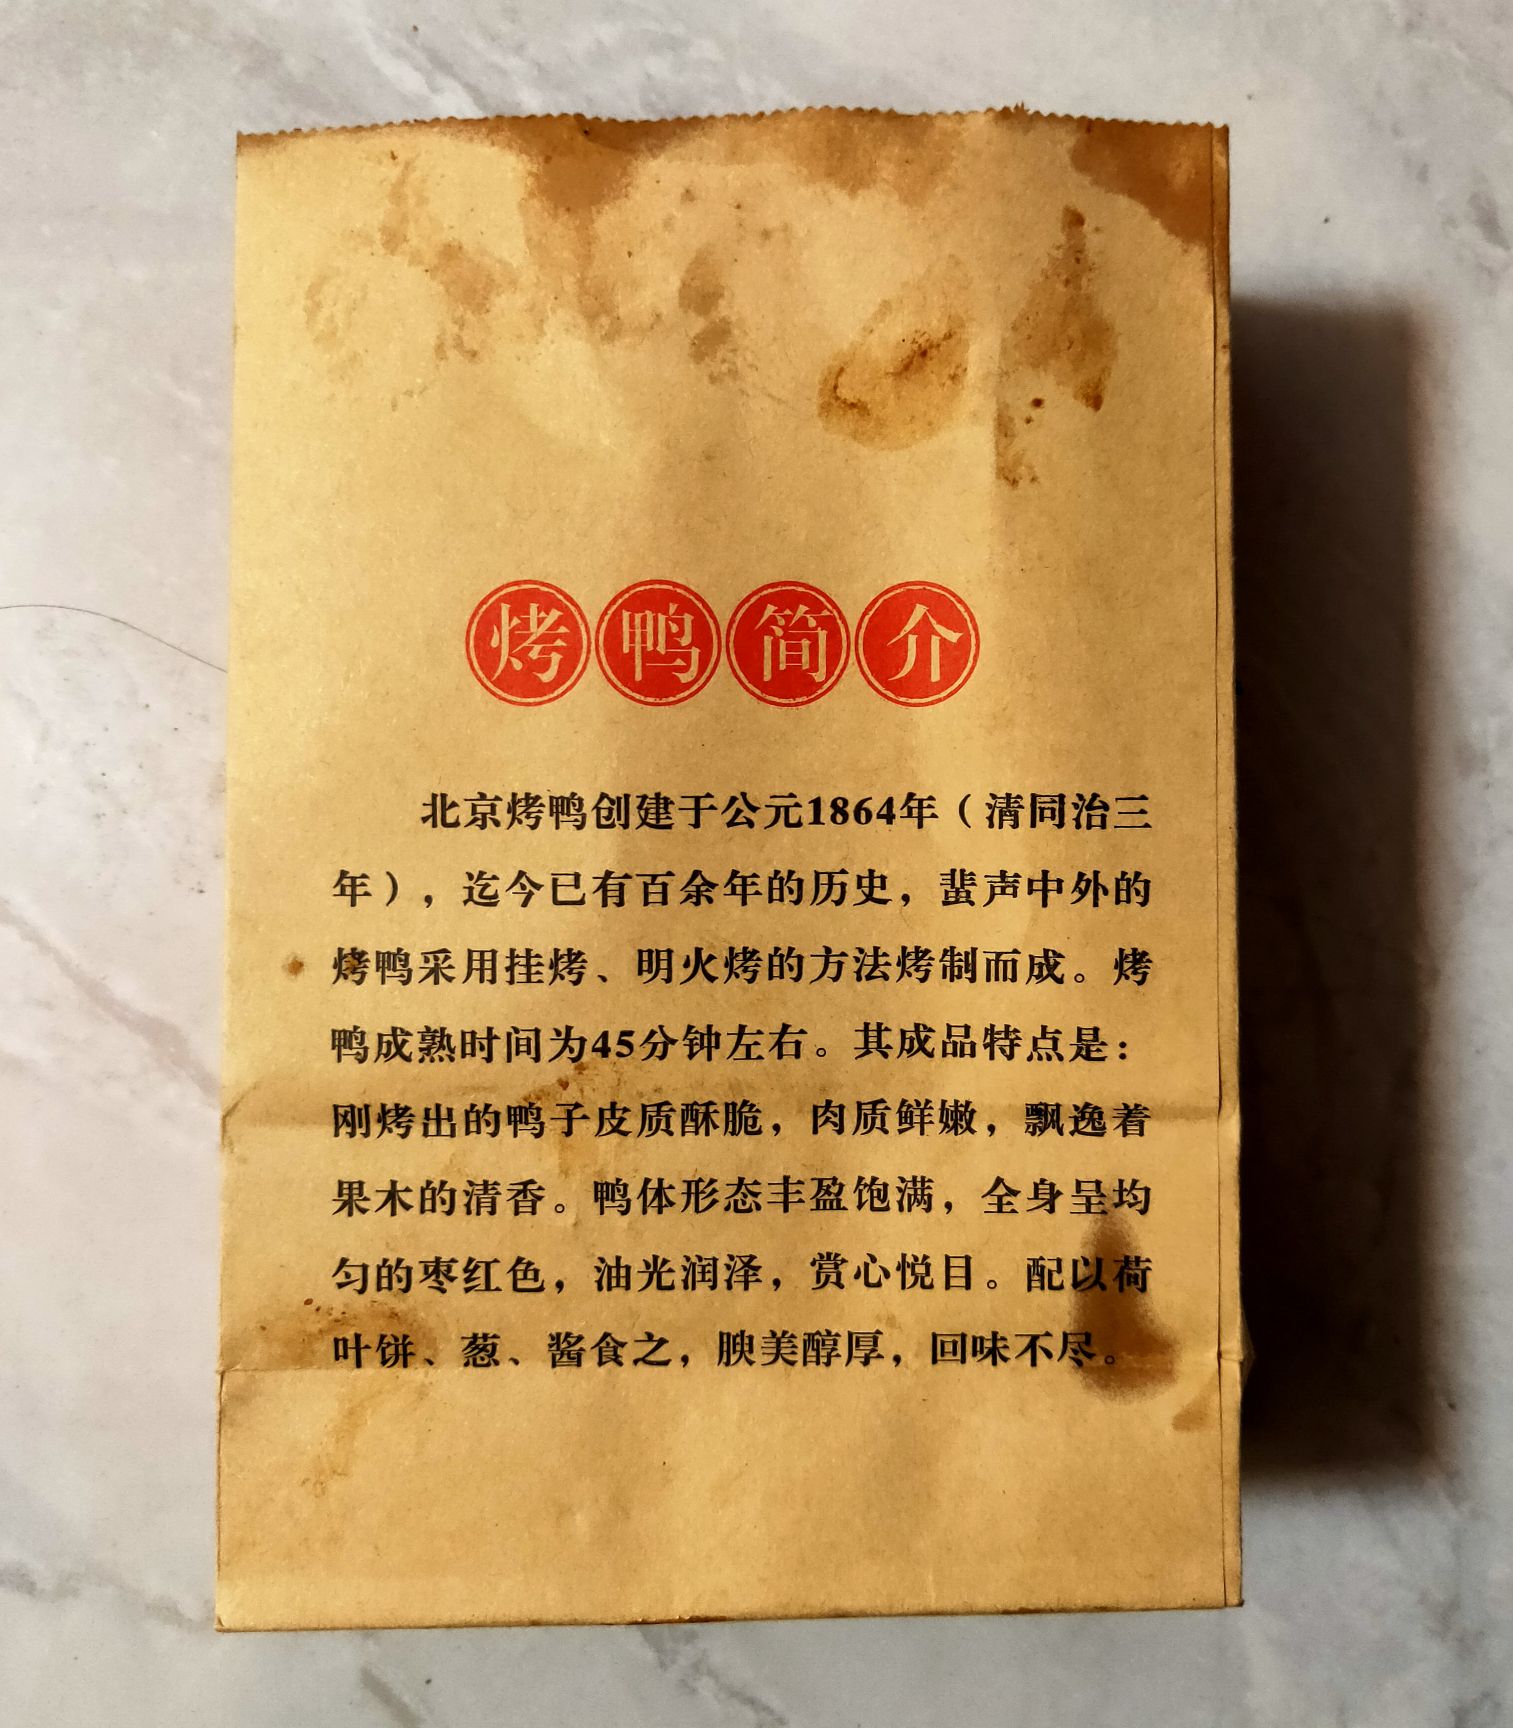 烤鸭简介
北京烤鸭创建于公元1864年（清同治三
年），迄今已有百余年的历史，蜚声中外的
烤鸭采用挂烤、明火烤的方法烤制而成。烤
鸭成熟时间为45分钟左右。其成品特点是：
刚烤出的鸭子皮质酥脆，肉质鲜嫩，飘逸着
果木的清香。鸭体形态丰盈饱满，全身呈均
匀的枣红色，油光润泽，赏心悦目。配以荷
叶饼、葱、酱食之，腴美醇厚，回味不尽。